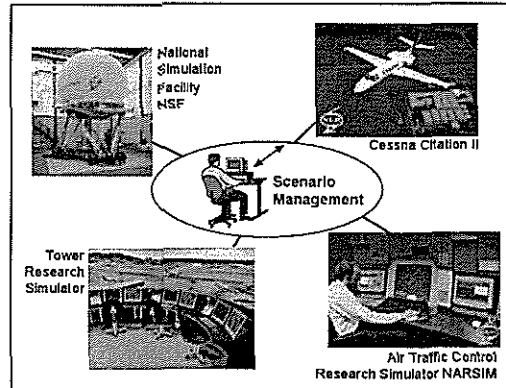 National
Simulation
Facility
NSF
Cessna Citation II
Scenario
Management
Tower
Research
Simulator
Air Traffic Control
Research Simulator NARSIM